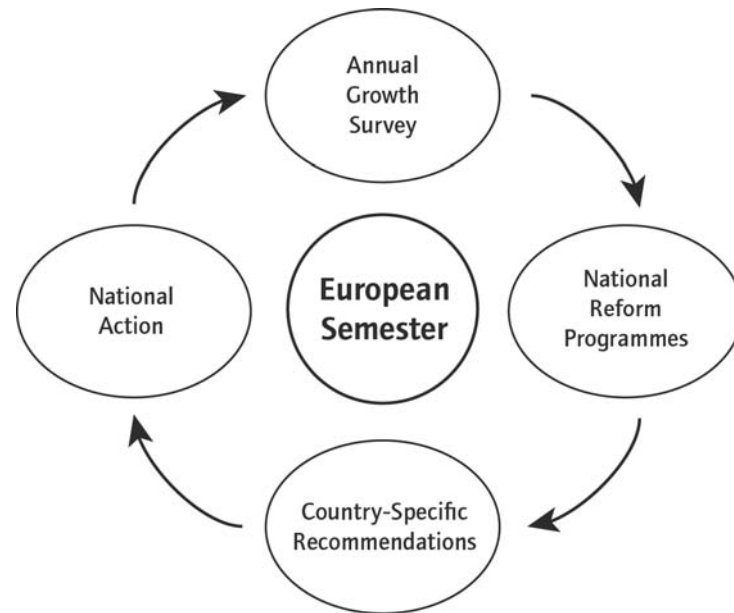 Annual
Growth
Survey
National
Action
European
Semester
National
Reform
Programmes
Country-Specific
Recommendations